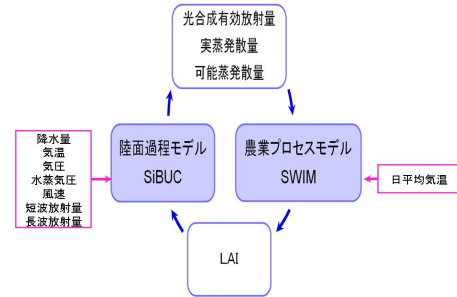 光合成有効放射量
実蒸発散量
可能蒸発散量
陸面過程モデル
SiBUC
農業プロセスモデル
SWIM
降水量
気温
気圧
水蒸気圧
風速
短波放射量
長波放射量
日平均気温
LAI